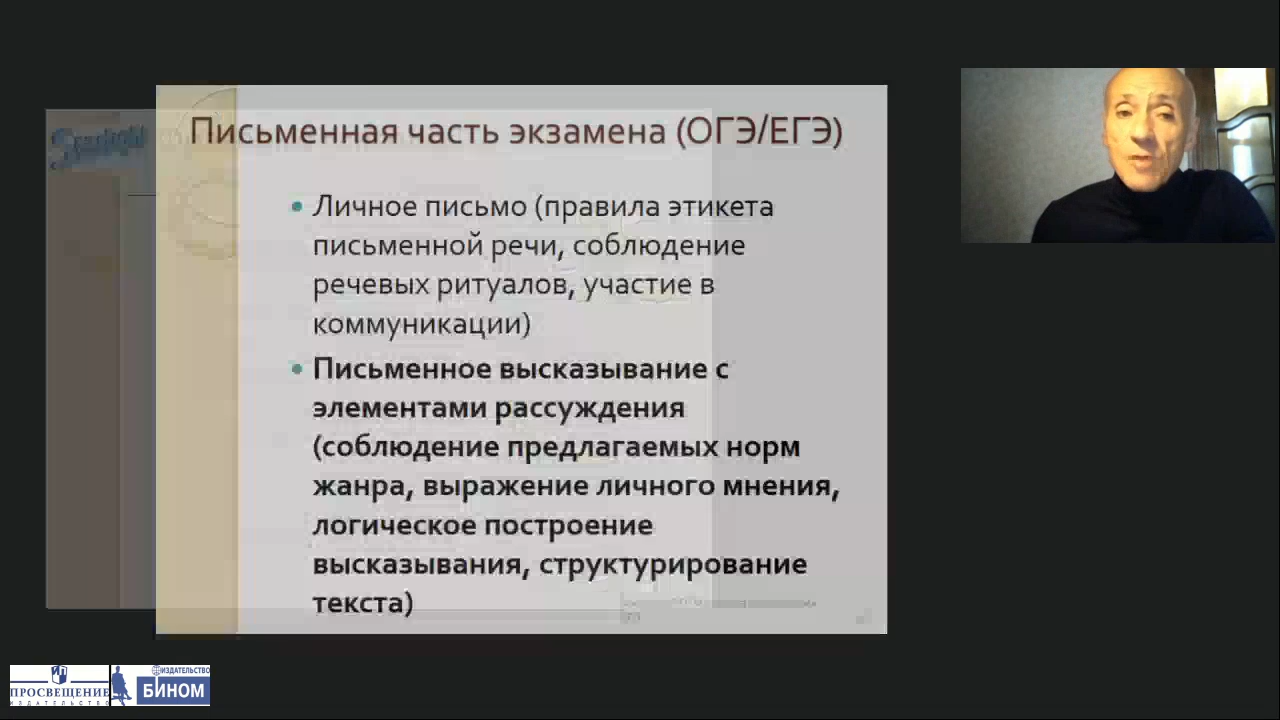 Письменная часть экзамена (ОГЭ/ЕГЭ)
• Личное письмо (правила этикета
письменной речи, соблюдение
речевых ритуалов, участие в
коммуникации)
• Письменное высказывание с
элементами рассуждения
(соблюдение предлагаемых норм
жанра, выражение личного мнения,
логическое построение
высказывания, структурирование
текста)
ПРОСВЕЩЕНИЕ
ИЗДАТЕЛЬСТВО
ИЗДАТЕЛЬСТВО
БИНОМ